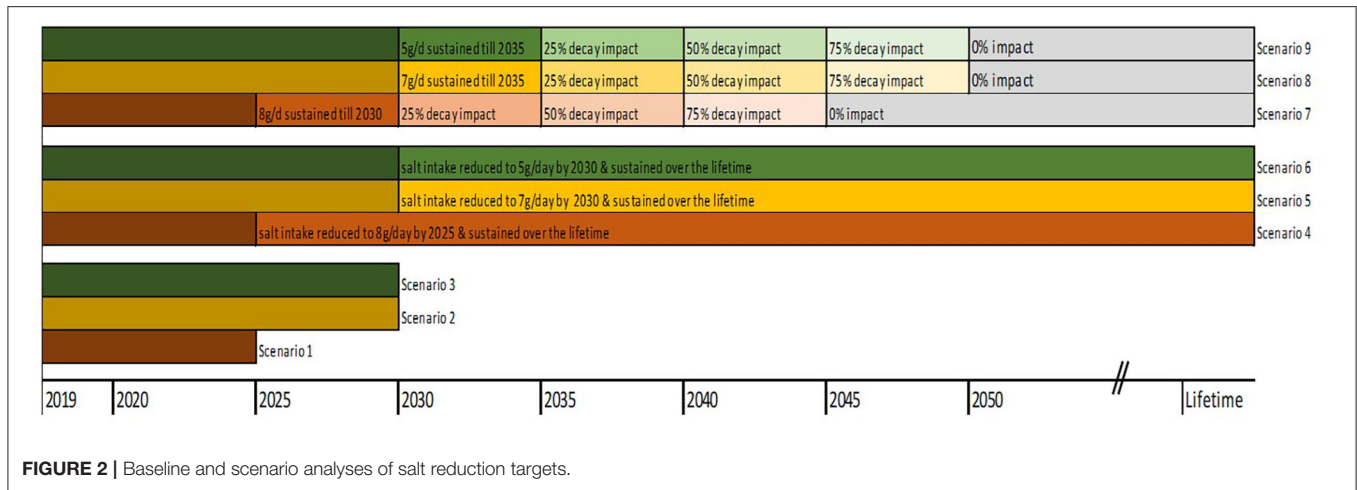 5g/d sustained till 2035 25% decay impact 50% decay impact 75% decay impact 0% impact Scenario 9
7g/d sustained till 2035 25% decay impact 50% decay impact 75% decay impact 0% impact Scenario 8
8g/d sustained till 2030 25% decay impact 50% decay impact 75% decay impact 0% impact Scenario 7
salt intake reduced to 5g/day by 2030 & sustained over the lifetime Scenario 6
salt intake reduced to 7g/day by 2030 & sustained over the lifetime Scenario 5
salt intake reduced to 8g/day by 2025 & sustained over the lifetime Scenario 4
Scenario 3
Scenario 2
Scenario 1
2019 2020 2025 2030 2035 2040 2045 2050 Lifetime
FIGURE 2 | Baseline and scenario analyses of salt reduction targets.